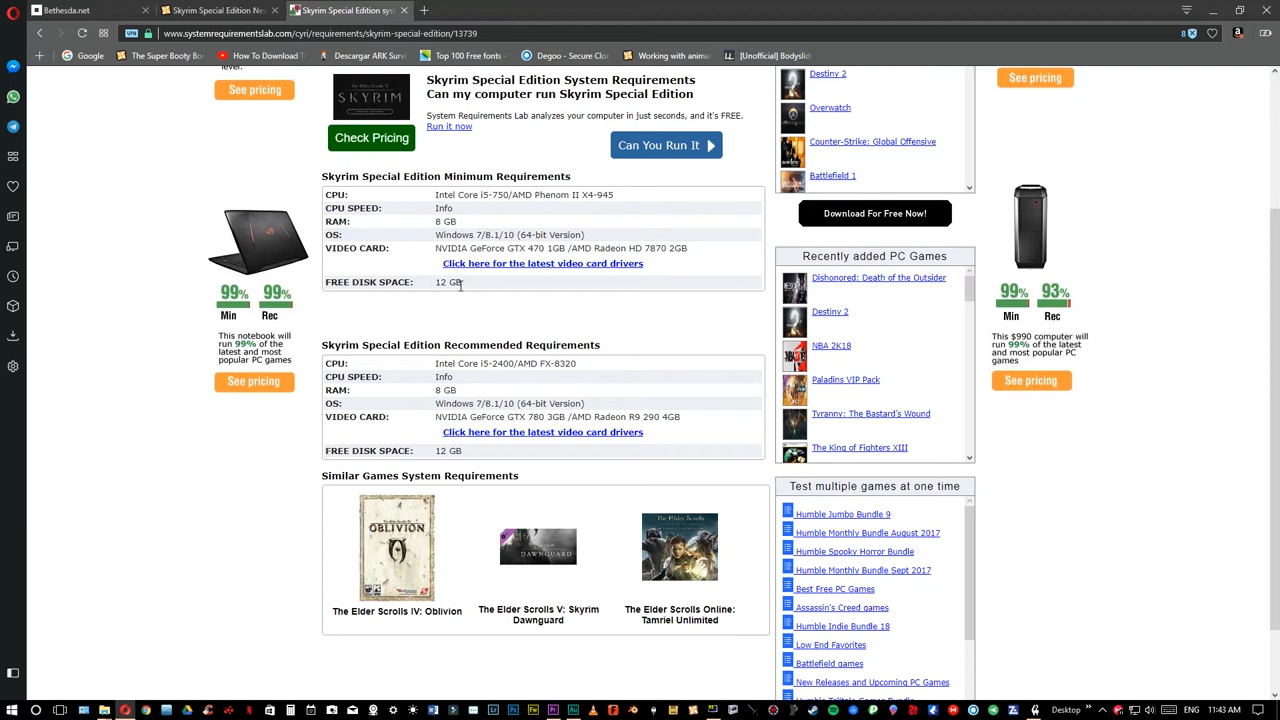 Bethesda.net
Skyrim Special Edition Ne
Skyrim Special Edition sys
VPN
www.systemrequirementslab.com/cyri/requirements/skyrim-special-edition/13739
8
Google
The Super Booty Bo
How To Download T
Descargar ARK Surv
Top 100 Free Fonts
Degoo - Secure Clo
Working with anima
[Unofficial] Bodyslid
level.
See pricing
SKYRIM
Check Pricing
Skyrim Special Edition System Requirements
Can my computer run Skyrim Special Edition
System Requirements Lab analyzes your computer in just seconds, and it's FREE.
Run it now
Can You Run It
Skyrim Special Edition Minimum Requirements
CPU: Intel Core i5-750/AMD Phenom II X4-945
CPU SPEED: Info
RAM: 8 GB
OS: Windows 7/8.1/10 (64-bit Version)
VIDEO CARD: NVIDIA GeForce GTX 470 1GB /AMD Radeon HD 7870 2GB
Click here for the latest video card drivers
FREE DISK SPACE: 12 GB
Skyrim Special Edition Recommended Requirements
CPU: Intel Core i5-2400/AMD FX-8320
CPU SPEED: Info
RAM: 8 GB
OS: Windows 7/8.1/10 (64-bit Version)
VIDEO CARD: NVIDIA GeForce GTX 780 3GB /AMD Radeon R9 290 4GB
Click here for the latest video card drivers
FREE DISK SPACE: 12 GB
Similar Games System Requirements
OBLIVION
DAWNGUARD
The Elder Scrolls IV: Oblivion
The Elder Scrolls V: Skyrim
Dawnguard
The Elder Scrolls Online:
Tamriel Unlimited
99% 99%
Min Rec
This notebook will
run 99% of the
latest and most
popular PC games
See pricing
Destiny 2
Overwatch
Counter-Strike: Global Offensive
Battlefield 1
Download For Free Now!
Recently added PC Games
Dishonored: Death of the Outsider
Destiny 2
NBA 2K18
Paladins VIP Pack
Tyranny: The Bastard's Wound
The King of Fighters XIII
Test multiple games at one time
Humble Jumbo Bundle 9
Humble Monthly Bundle August 2017
Humble Spooky Horror Bundle
Humble Monthly Bundle Sept 2017
Best Free PC Games
Assassin's Creed games
Humble Indie Bundle 18
Low End Favorites
Battlefield games
New Releases and Upcoming PC Games
Humble Telltale Games Bundle
See pricing
99% 93%
Min Rec
This $990 computer will
run 99% of the latest
and most popular PC
games
See pricing
Desktop
11:43 AM